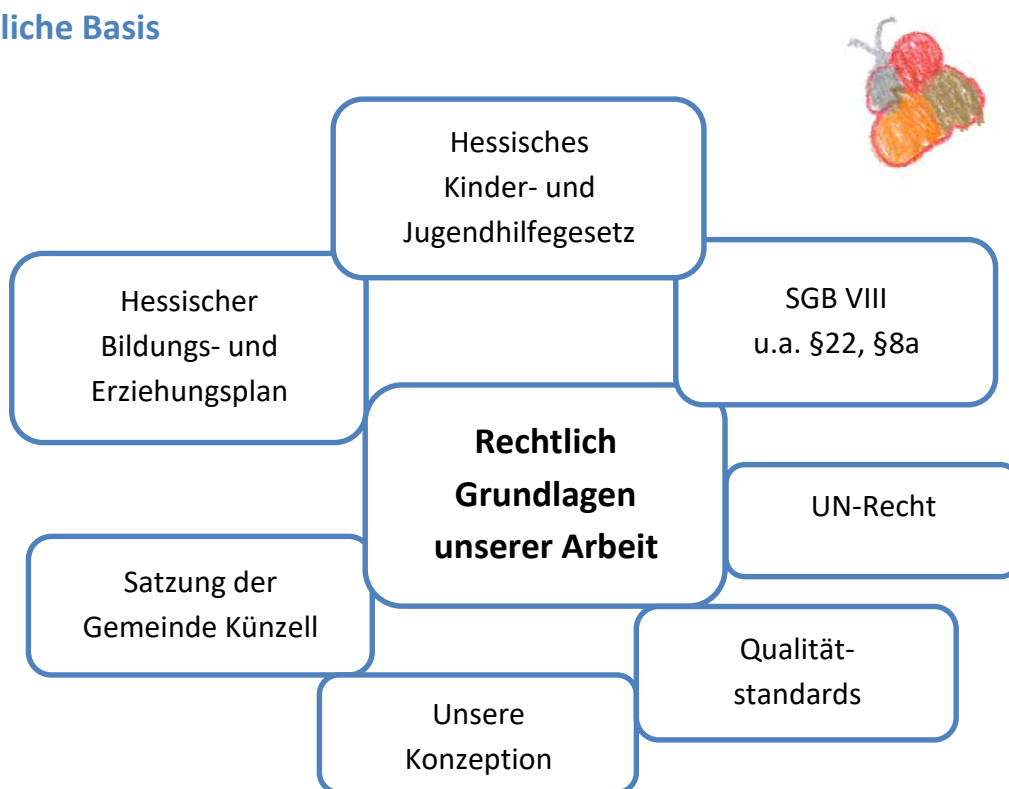 liche Basis
Hessisches
Kinder- und
Jugendhilfegesetz
SGB VIII
u.a. §22, §8a
Hessischer
Bildungs- und
Erziehungsplan
Rechtlich
Grundlagen
unserer Arbeit
UN-Recht
Satzung der
Gemeinde Künzell
Qualität-
standards
Unsere
Konzeption